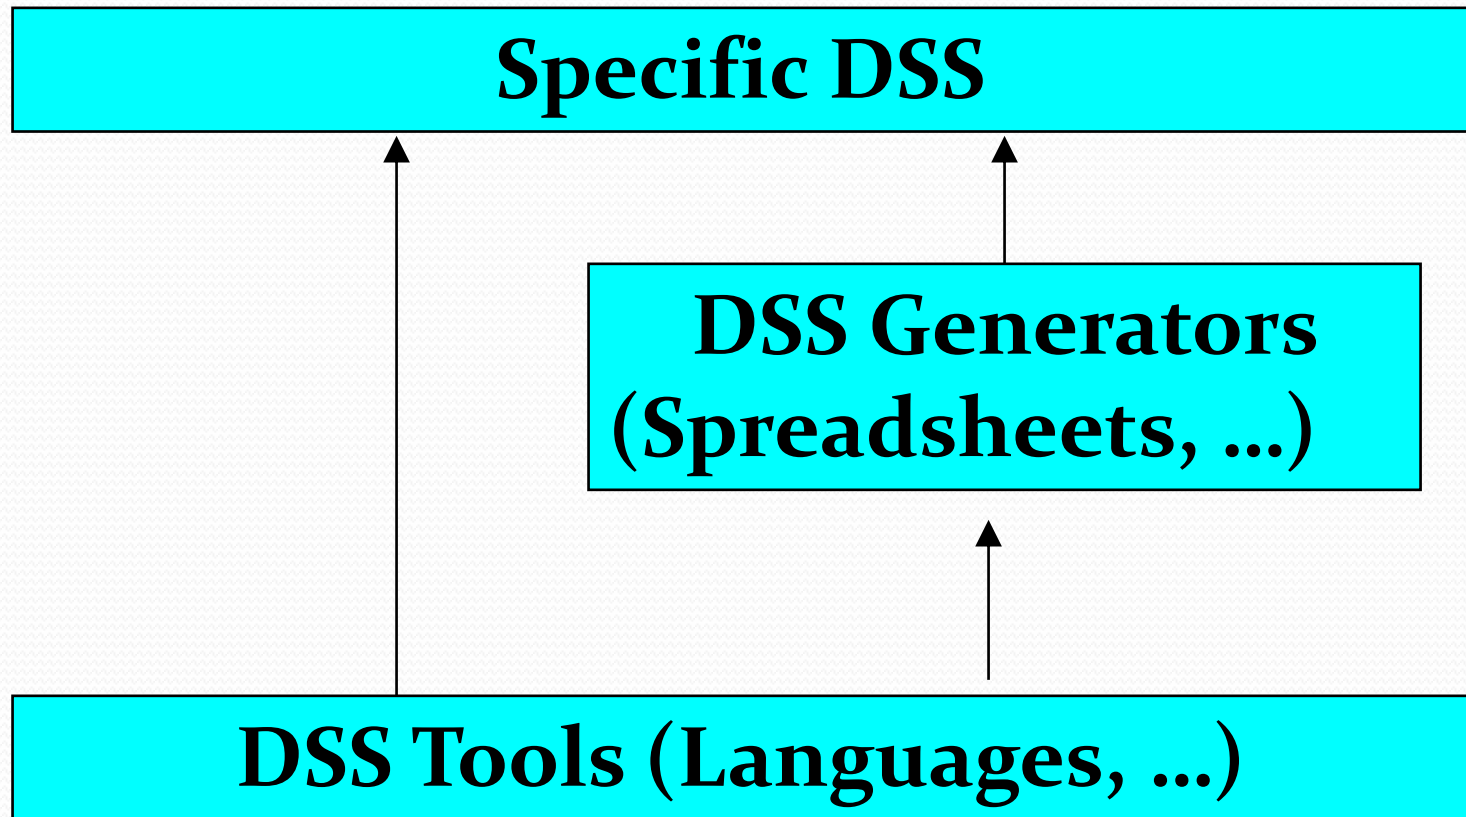 Specific DSS
DSS Generators
(Spreadsheets, ...)
DSS Tools (Languages, ...)